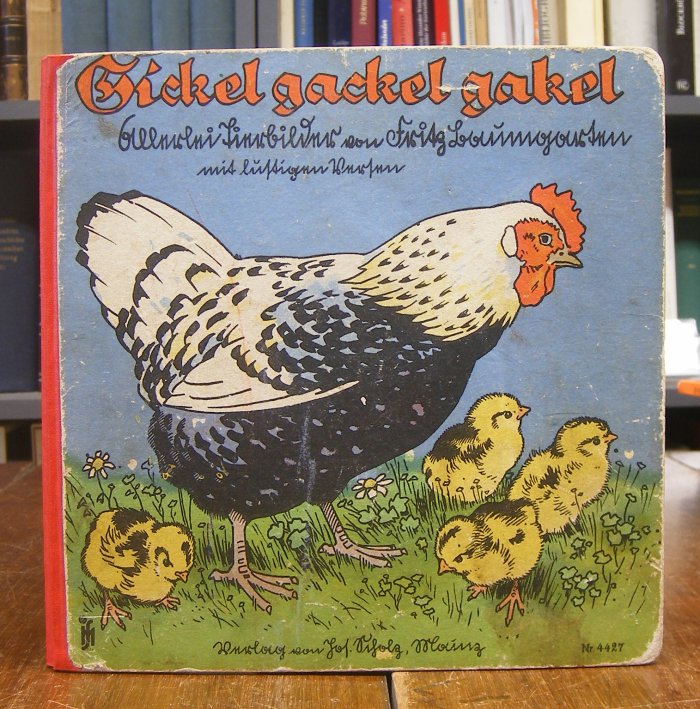 Gickel gackel gakel
Allerlei Tierbilder von Fritz Baumgarten
mit lustigen Versen
Verlag von Jos. Scholz, Mainz
Nr. 4427